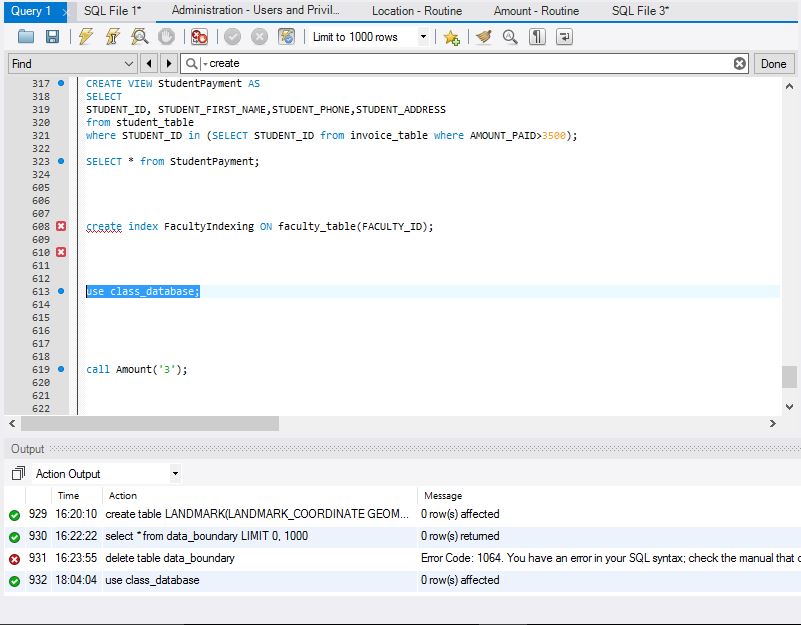 Query 1 × SQL File 1* Administration - Users and Privil... Location - Routine Amount - Routine SQL File 3*
Limit to 1000 rows
Find create Done
317 CREATE VIEW StudentPayment AS
318 SELECT
319 STUDENT_ID, STUDENT_FIRST_NAME,STUDENT_PHONE,STUDENT_ADDRESS
320 from student_table
321 where STUDENT_ID in (SELECT STUDENT_ID from invoice_table where AMOUNT_PAID>3500);
322
323 SELECT * from StudentPayment;
324
605
606
607
608 create index FacultyIndexing ON faculty_table(FACULTY_ID);
609
610
611
612
613 use class_database;
614
615
616
617
618
619 call Amount('3');
620
621
622
Output
Action Output
Time Action Message
929 16:20:10 create table LANDMARK(LANDMARK_COORDINATE GEOM... 0 row(s) affected
930 16:22:22 select * from data_boundary LIMIT 0, 1000 0 row(s) returned
931 16:23:55 delete table data_boundary Error Code: 1064. You have an error in your SQL syntax; check the manual that
932 18:04:04 use class_database 0 row(s) affected